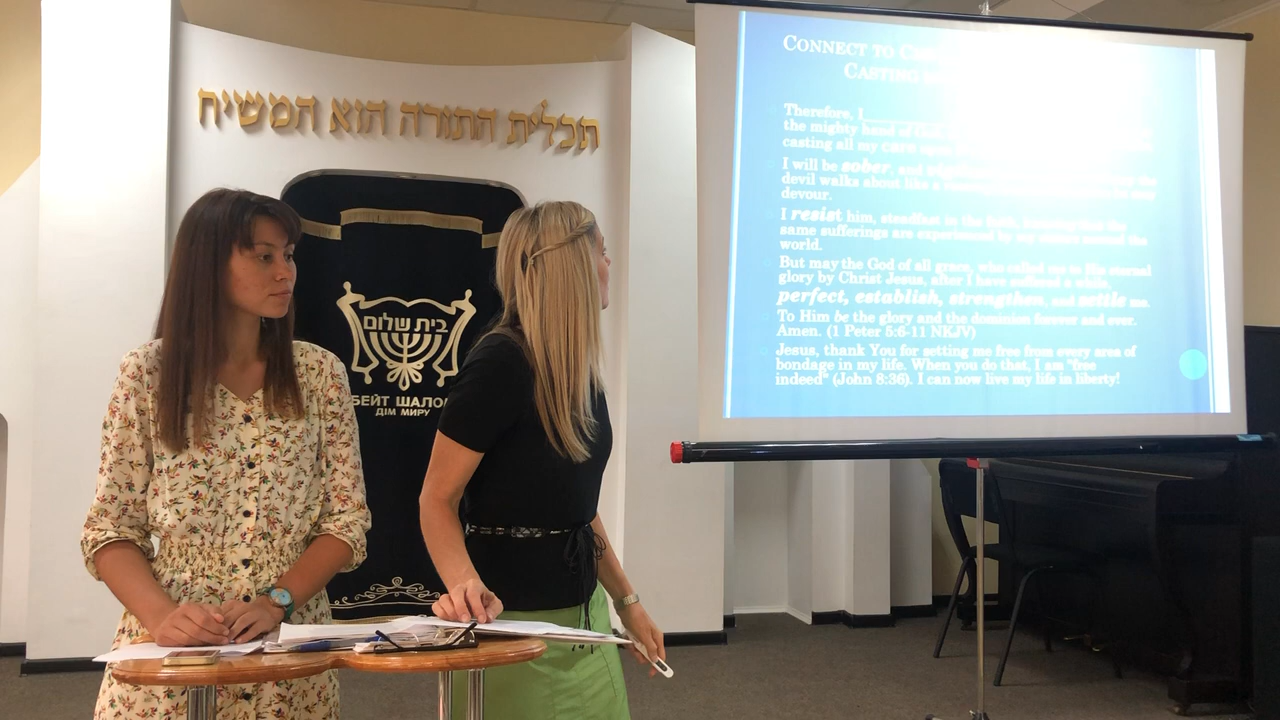 תכלית התורה הוא המשיח
בית שלום
БЕЙТ ШАЛОМ
ДІМ МИРУ
CONNECT TO
CASTING
Therefore, I
the mighty hand of God,
casting all my care
I will be sober, and
devil walks about like a
devour.
I resist him, steadfast in the faith, knowing that the
same sufferings are experienced by my around the
world.
But may the God of all grace, who called me to His eternal
glory by Christ Jesus, after I have suffered a while,
perfect, establish, strengthen, and settle me.
To Him be the glory and the dominion forever and ever.
Amen. (1 Peter 5:6-11 NKJV)
Jesus, thank You for setting me free from every area of
bondage in my life. When you do that, I am "free
indeed" (John 8:36). I can now live my life in liberty!